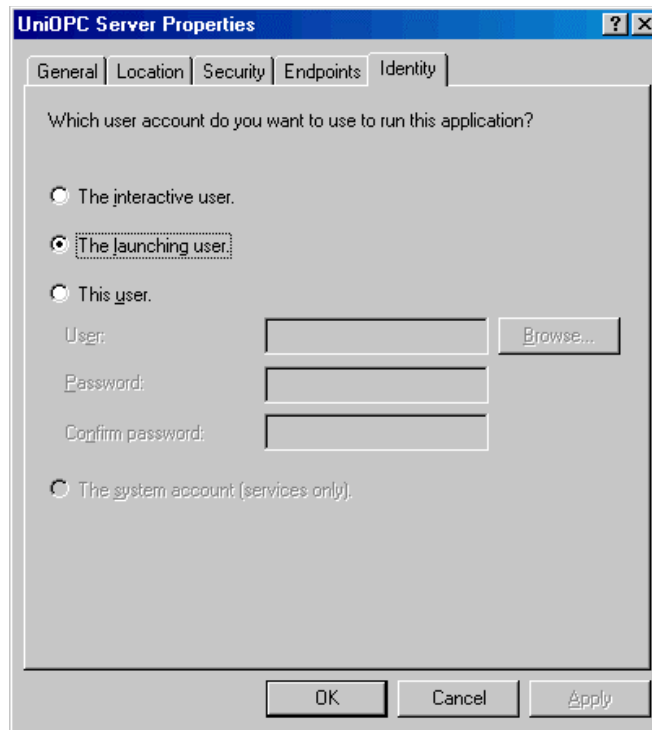 UniOPC Server Properties
General Location Security Endpoints Identity
Which user account do you want to use to run this application?
The interactive user.
The launching user.
This user.
User: Browse...
Password:
Confirm password:
The system account (services only).
OK Cancel Apply